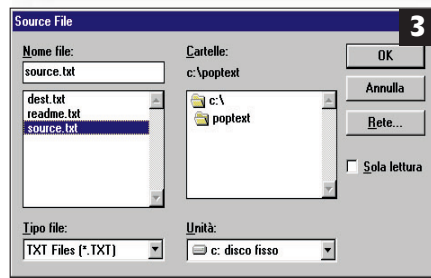 Source File
3
Nome file:
source.txt
dest.txt
readme.txt
source.txt
Tipo file:
TXT Files (*.TXT)
Cartelle:
c:\poptext
c:\
poptext
Unità:
c: disco fisso
OK
Annulla
Rete...
Sola lettura